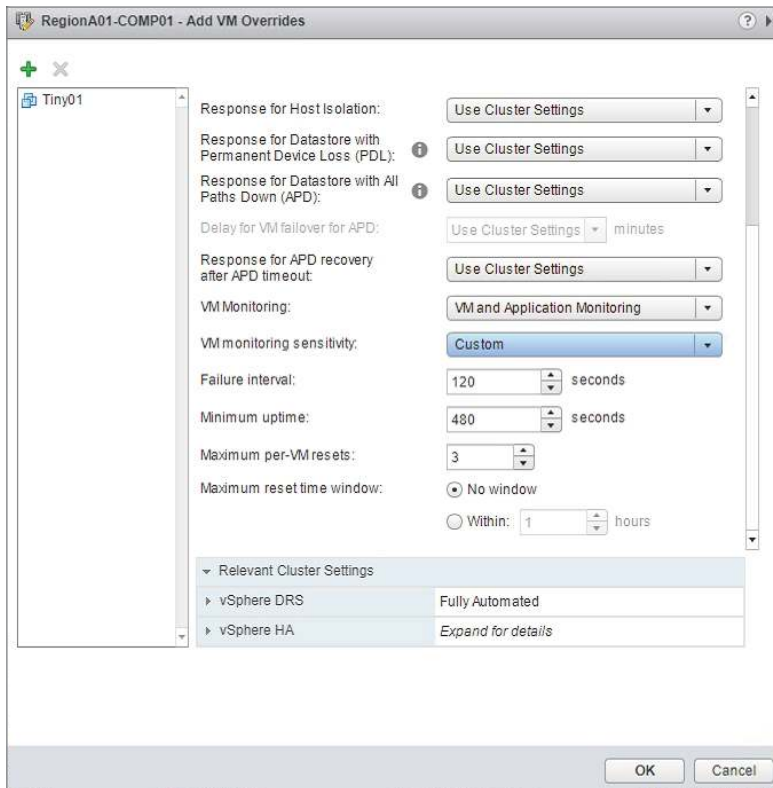 RegionA01-COMP01 - Add VM Overrides
Tiny01
Response for Host Isolation: Use Cluster Settings
Response for Datastore with
Permanent Device Loss (PDL): Use Cluster Settings
Response for Datastore with All
Paths Down (APD): Use Cluster Settings
Delay for VM failover for APD: Use Cluster Settings minutes
Response for APD recovery
after APD timeout: Use Cluster Settings
VM Monitoring: VM and Application Monitoring
VM monitoring sensitivity: Custom
Failure interval: 120 seconds
Minimum uptime: 480 seconds
Maximum per-VM resets: 3
Maximum reset time window: No window
Within: 1 hours
Relevant Cluster Settings
vSphere DRS Fully Automated
vSphere HA Expand for details
OK Cancel